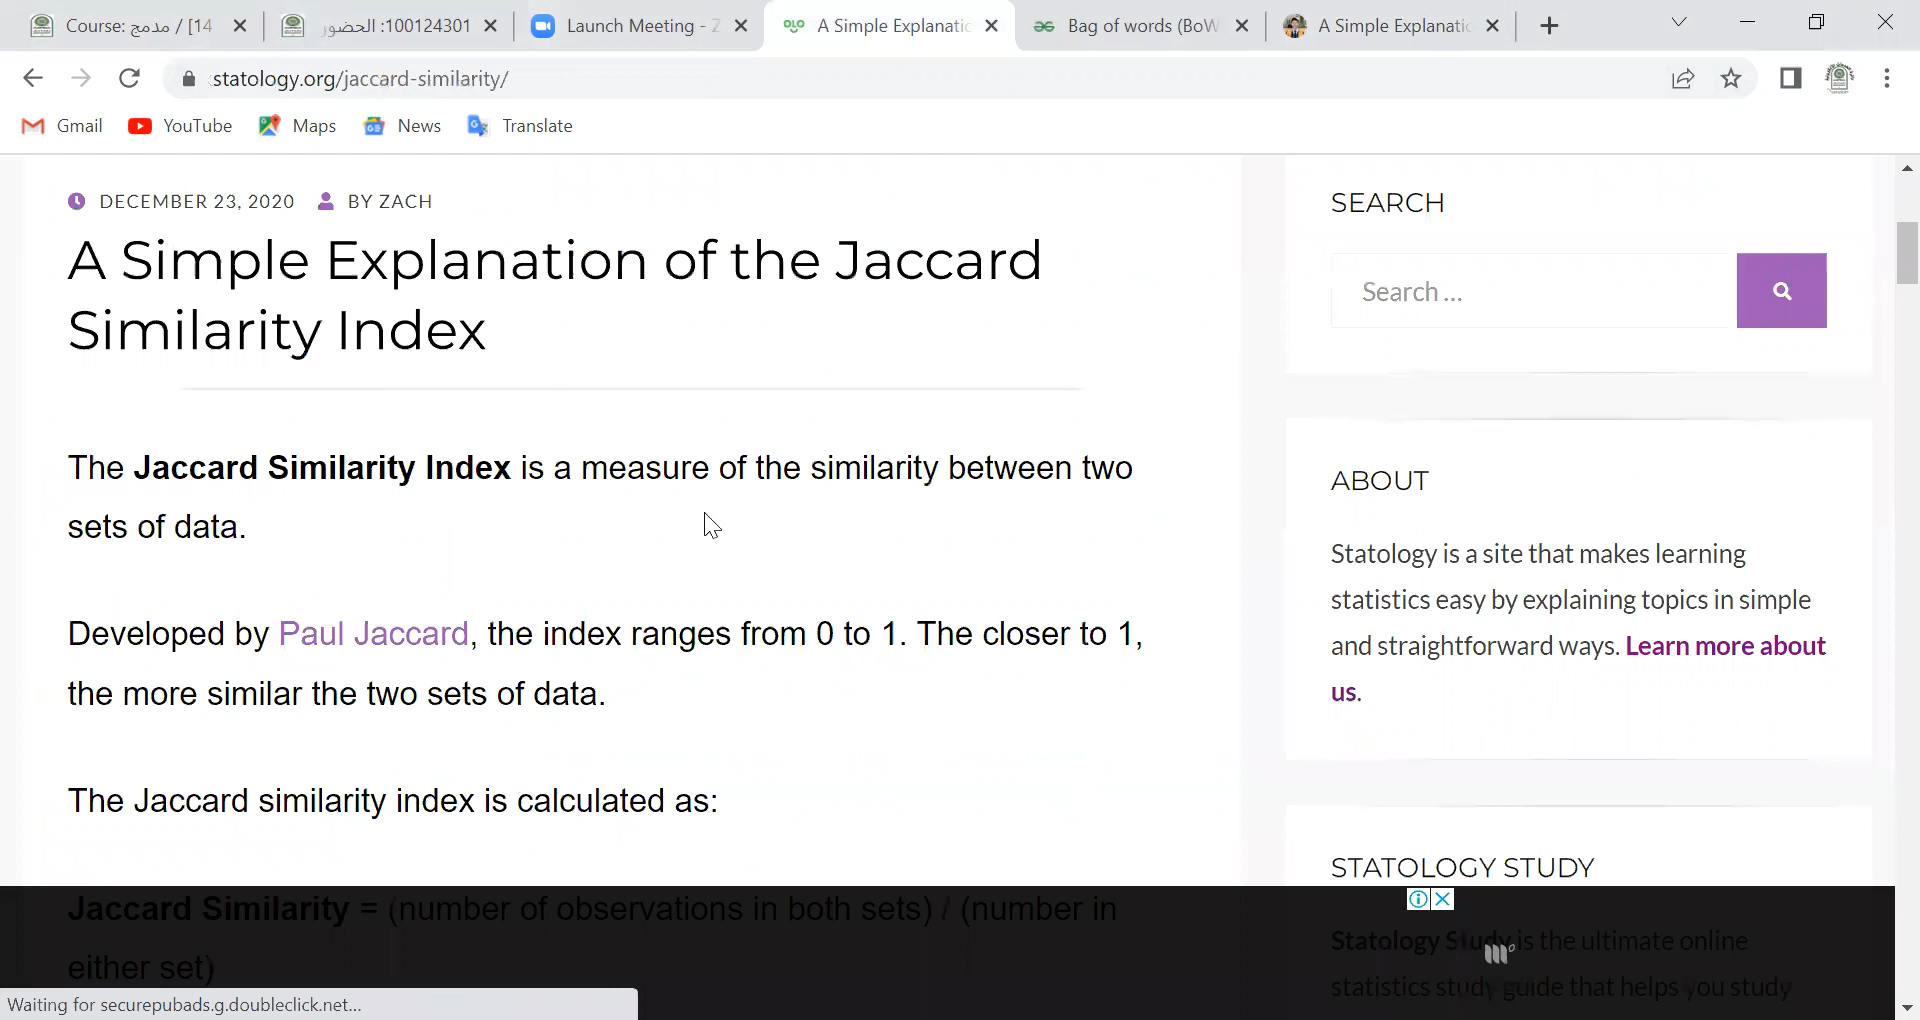 Course: مدمج / [14
100124301: الحضور
Launch Meeting - Z
A Simple Explanatio
Bag of words (BoW
A Simple Explanatio
statology.org/jaccard-similarity/
Gmail
YouTube
Maps
News
Translate
DECEMBER 23, 2020 BY ZACH
A Simple Explanation of the Jaccard
Similarity Index
The Jaccard Similarity Index is a measure of the similarity between two
sets of data.
Developed by Paul Jaccard, the index ranges from 0 to 1. The closer to 1,
the more similar the two sets of data.
The Jaccard similarity index is calculated as:
Jaccard Similarity = (number of observations in both sets) / (number in
either set)
SEARCH
Search ...
ABOUT
Statology is a site that makes learning
statistics easy by explaining topics in simple
and straightforward ways. Learn more about
us.
STATOLOGY STUDY
Statology Study is the ultimate online
statistics study guide that helps you study
Waiting for securepubads.g.doubleclick.net...